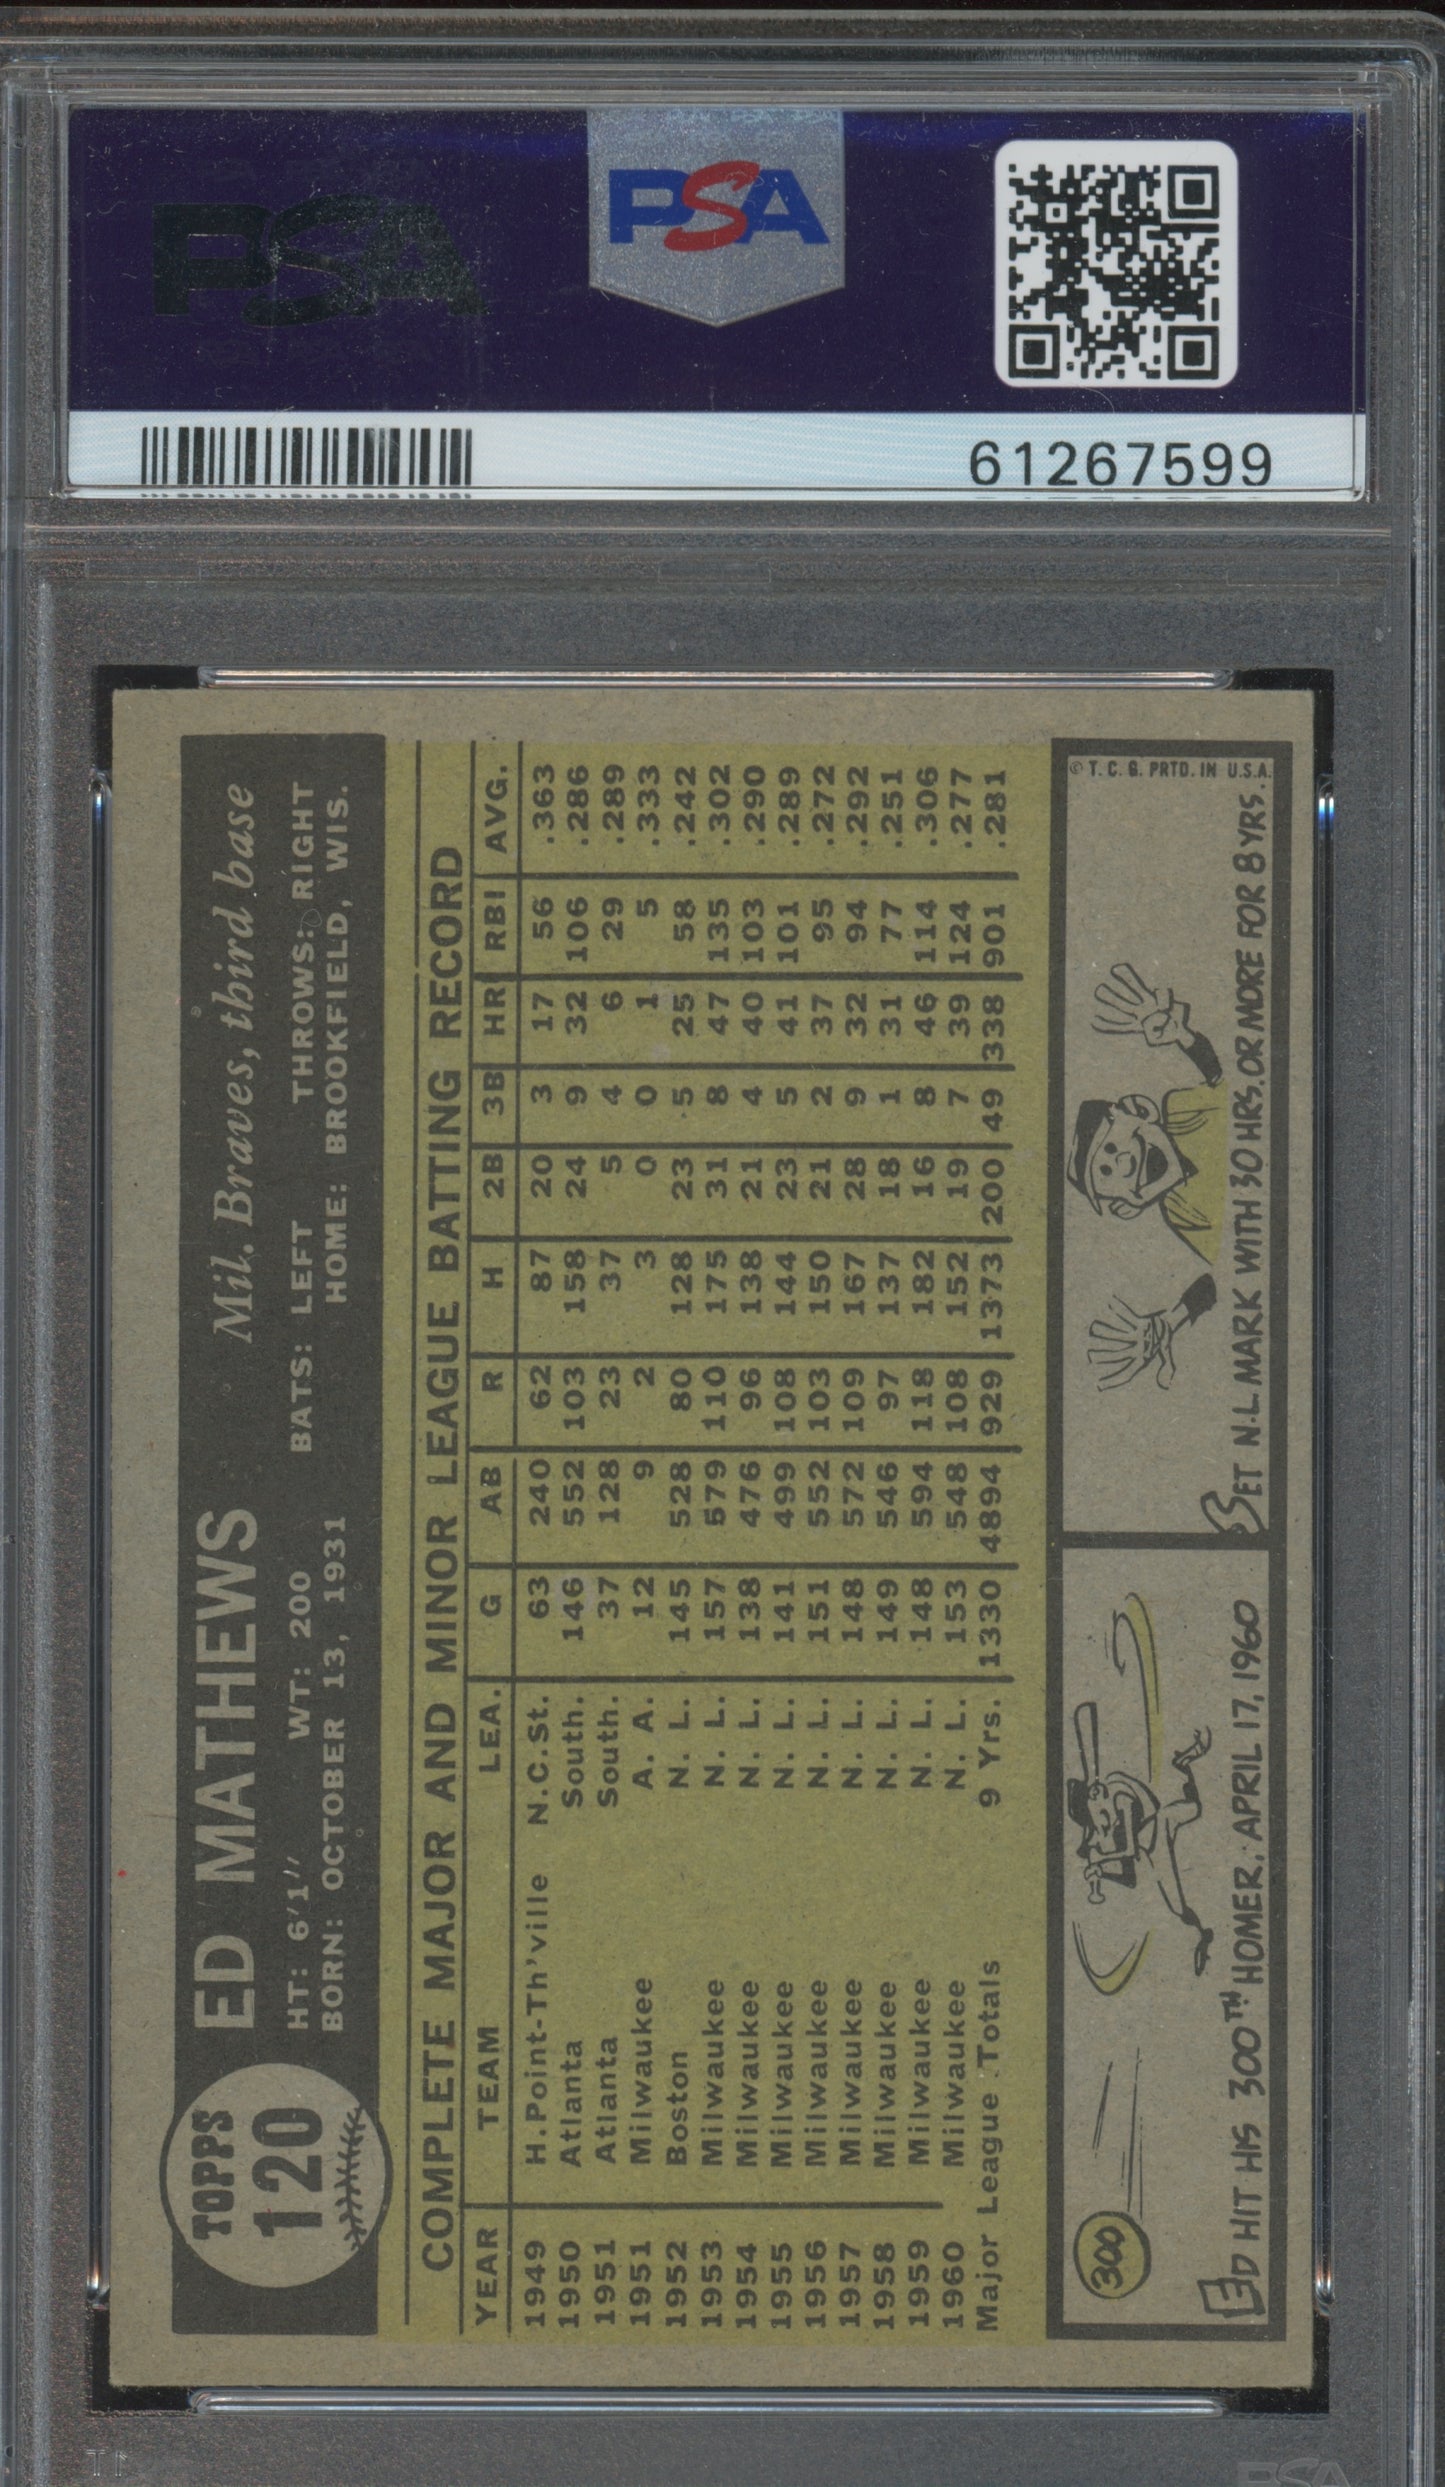 PSA
PSA
61267599
TOPPS
120
ED MATHEWS Mil. Braves, third base
HT: 6'1" WT: 200 BATS: LEFT THROWS: RIGHT
BORN: OCTOBER 13, 1931 HOME: BROOKFIELD, WIS.
COMPLETE MAJOR AND MINOR LEAGUE BATTING RECORD
YEAR TEAM LEA. G AB R H 2B 3B HR RBI AVG.
1949 H.Point-Th'ville N.C.St. 63 240 62 87 20 3 17 56 .363
1950 Atlanta South. 146 552 103 158 24 9 32 106 .286
1951 Atlanta South. 37 128 23 37 5 4 6 29 .289
1951 Milwaukee A. A. 12 9 2 3 0 0 1 5 .333
1952 Boston N. L. 145 528 80 128 23 5 25 58 .242
1953 Milwaukee N. L. 157 579 110 175 31 8 47 135 .302
1954 Milwaukee N. L. 138 476 96 138 21 4 40 103 .290
1955 Milwaukee N. L. 141 499 108 144 23 5 41 101 .289
1956 Milwaukee N. L. 151 552 103 150 21 2 37 95 .272
1957 Milwaukee N. L. 148 572 109 167 28 9 32 94 .292
1958 Milwaukee N. L. 149 546 97 137 18 1 31 77 .251
1959 Milwaukee N. L. 148 594 118 182 16 8 46 114 .306
1960 Milwaukee N. L. 153 548 108 152 19 7 39 124 .277
Major League Totals 9 Yrs. 1330 4894 929 1373 200 49 338 901 .281
300
ED HIT HIS 300TH HOMER, APRIL 17, 1960
SET N.L. MARK WITH 30 HRS. OR MORE FOR 8 YRS.
© T. C. G. PRTD. IN U.S.A.
PSA